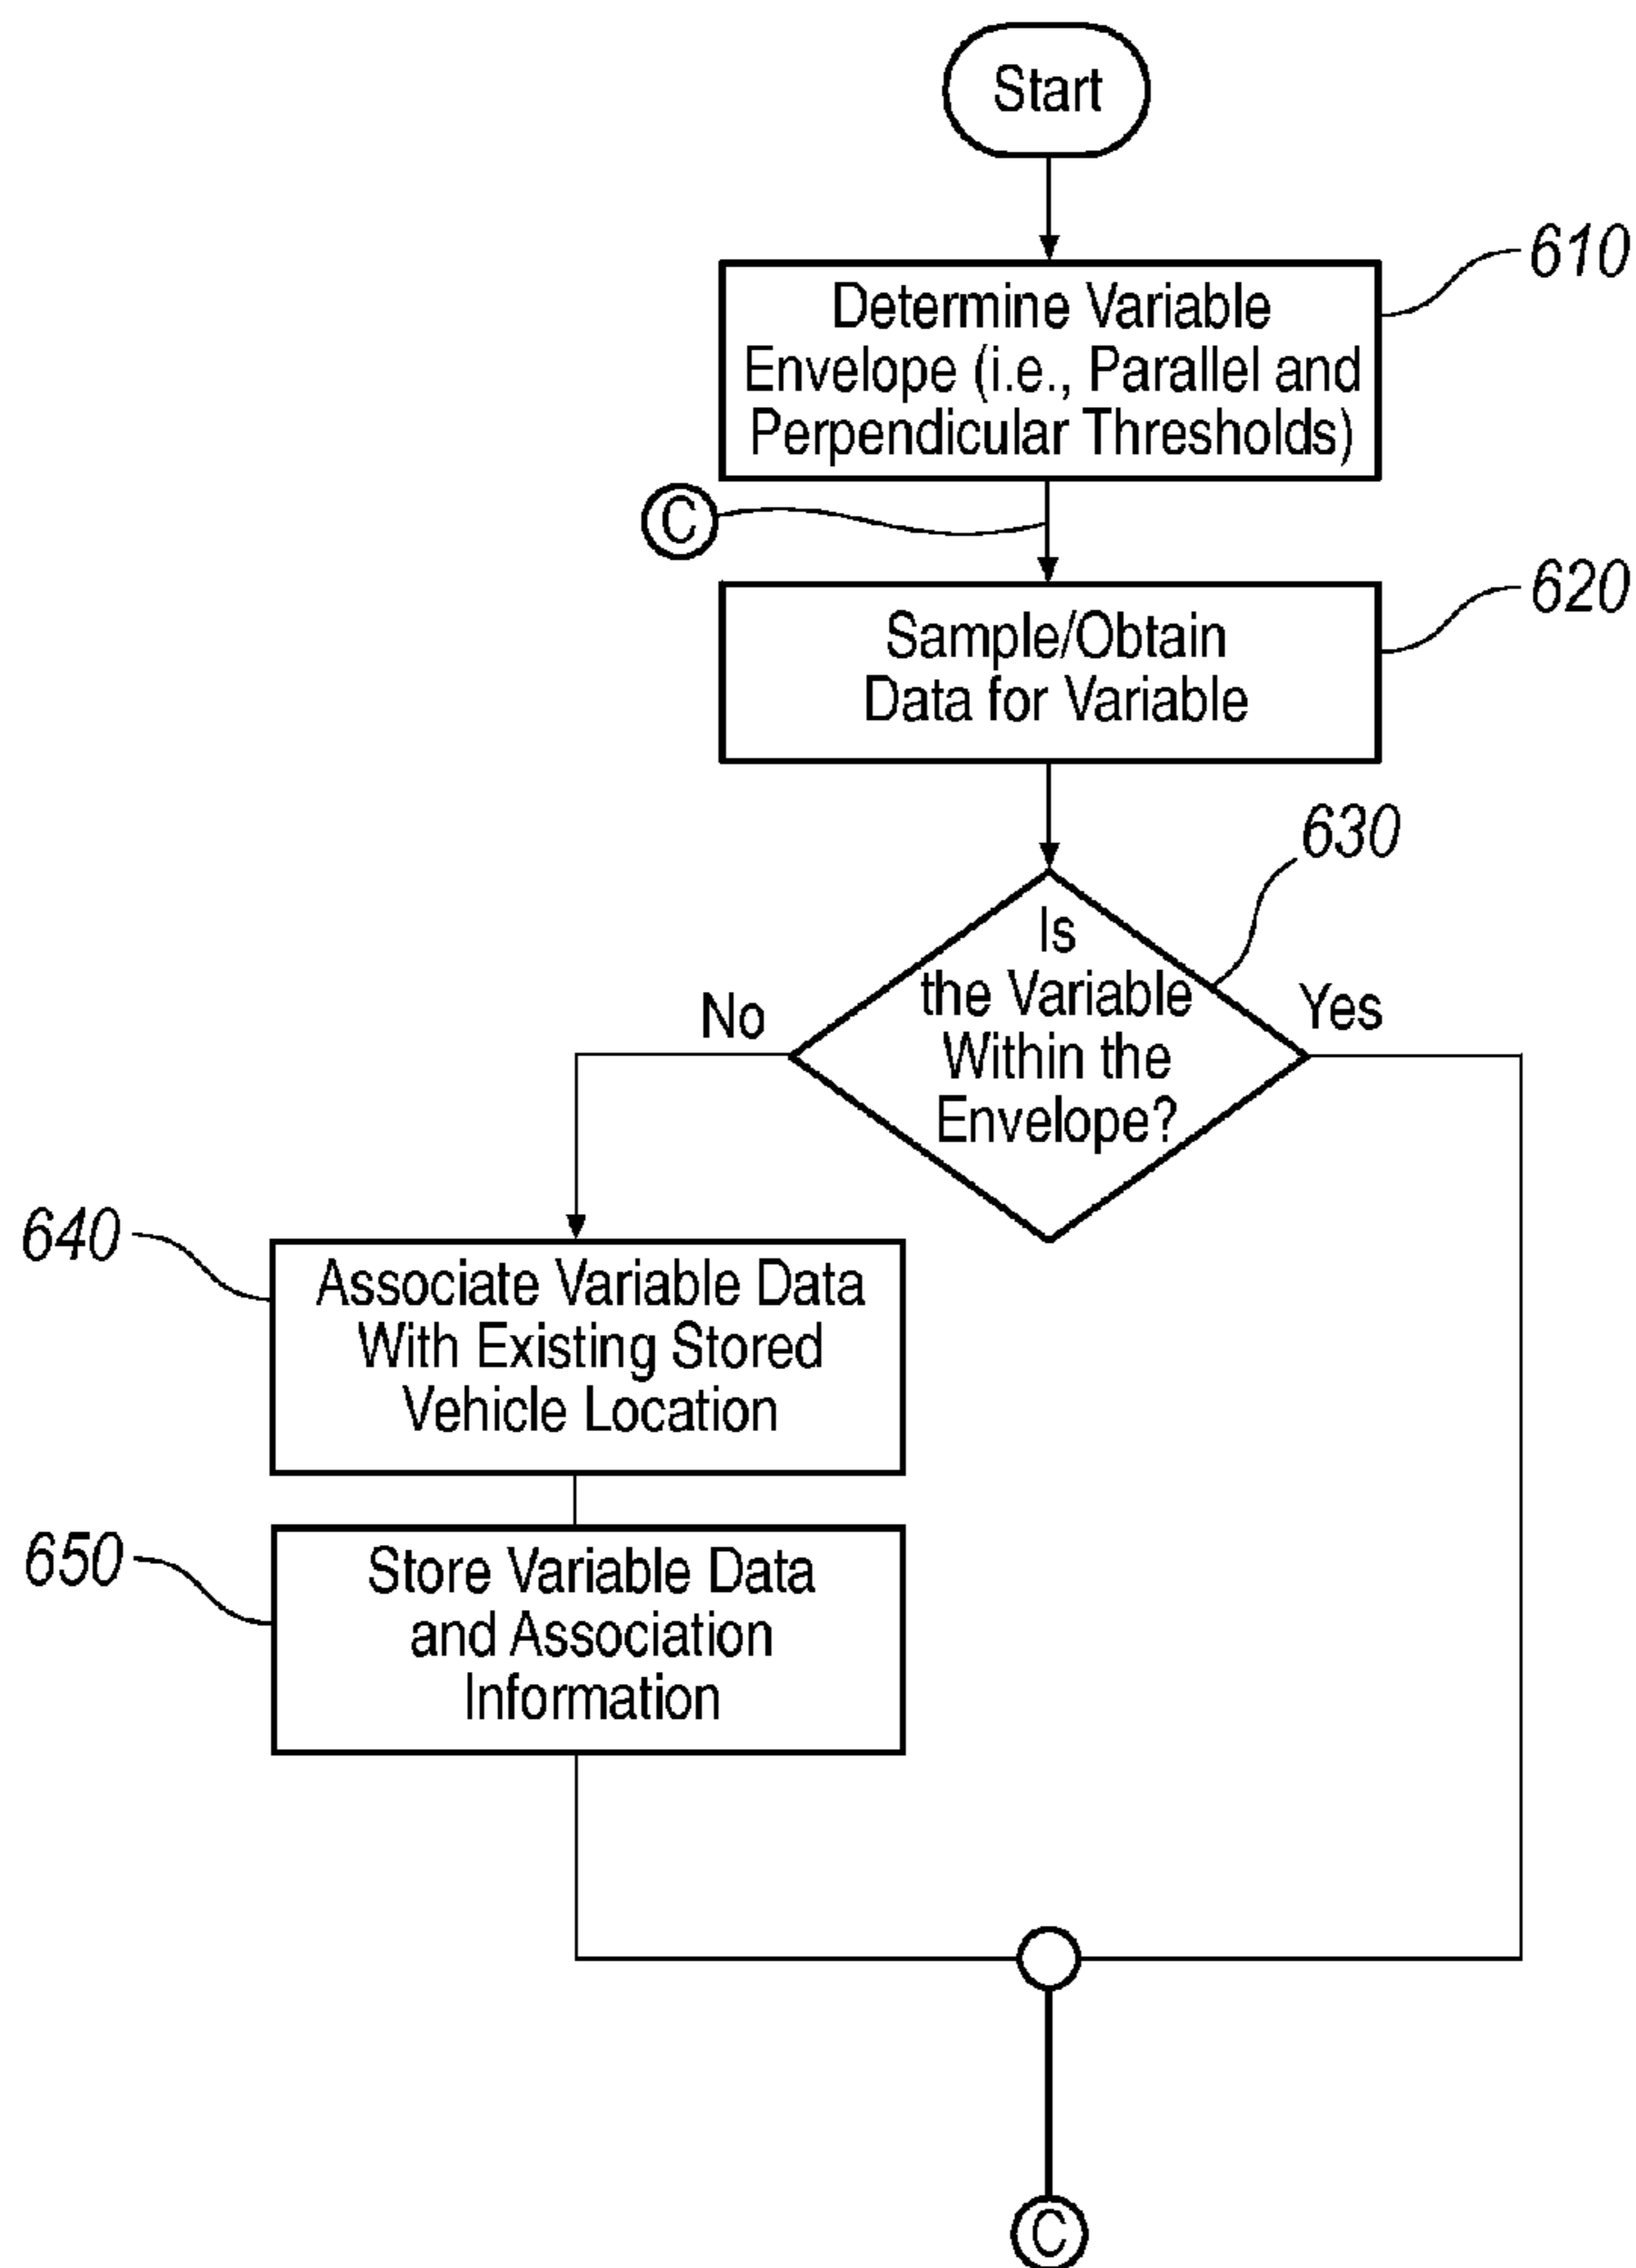 Start
610
Determine Variable
Envelope (i.e., Parallel and
Perpendicular Thresholds)
C
620
Sample/Obtain
Data for Variable
630
Is
the Variable
Within the
Envelope?
No
Yes
640
Associate Variable Data
With Existing Stored
Vehicle Location
650
Store Variable Data
and Association
Information
C